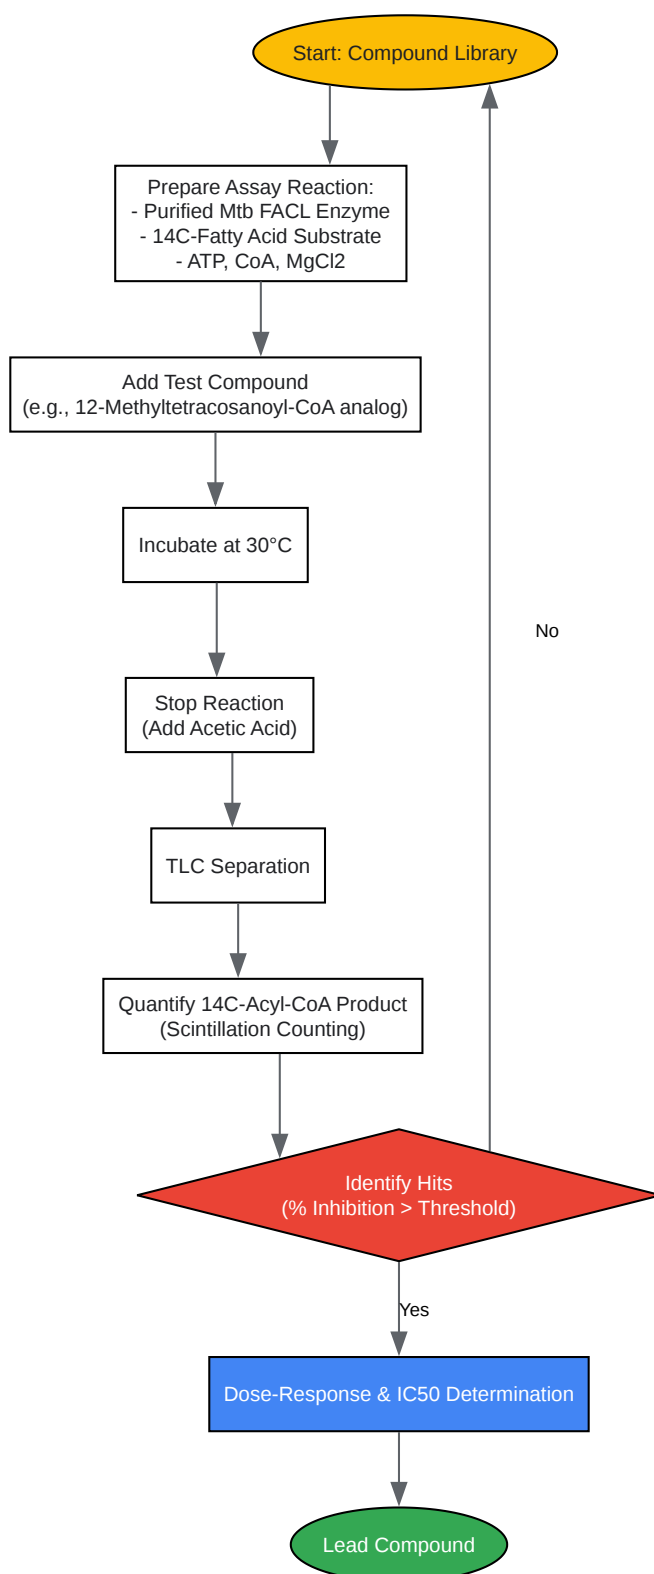 Start: Compound Library
Prepare Assay Reaction:
- Purified Mtb FACL Enzyme
- 14C-Fatty Acid Substrate
- ATP, CoA, MgCl2
Add Test Compound
(e.g., 12-Methyltetracosanoyl-CoA analog)
Incubate at 30°C
No
Stop Reaction
(Add Acetic Acid)
TLC Separation
Quantify 14C-Acyl-CoA Product
(Scintillation Counting)
Identify Hits
(% Inhibition > Threshold)
Yes
Dose-Response & IC50 Determination
Lead Compound